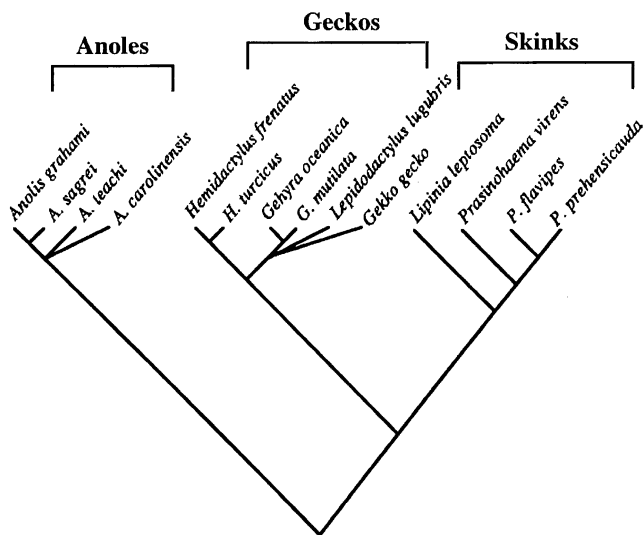 Anoles
Geckos
Skinks
Anolis grahami
A. sagrei
A. teachi
A. carolinensis
Hemidactylus frenatus
H. turcicus
Gehyra oceanica
G. mutilata
Lepidodactylus lugubris
Gekko gecko
Lipinia leptosoma
Prasinohaema virens
P. flavipes
P. prehensicauda